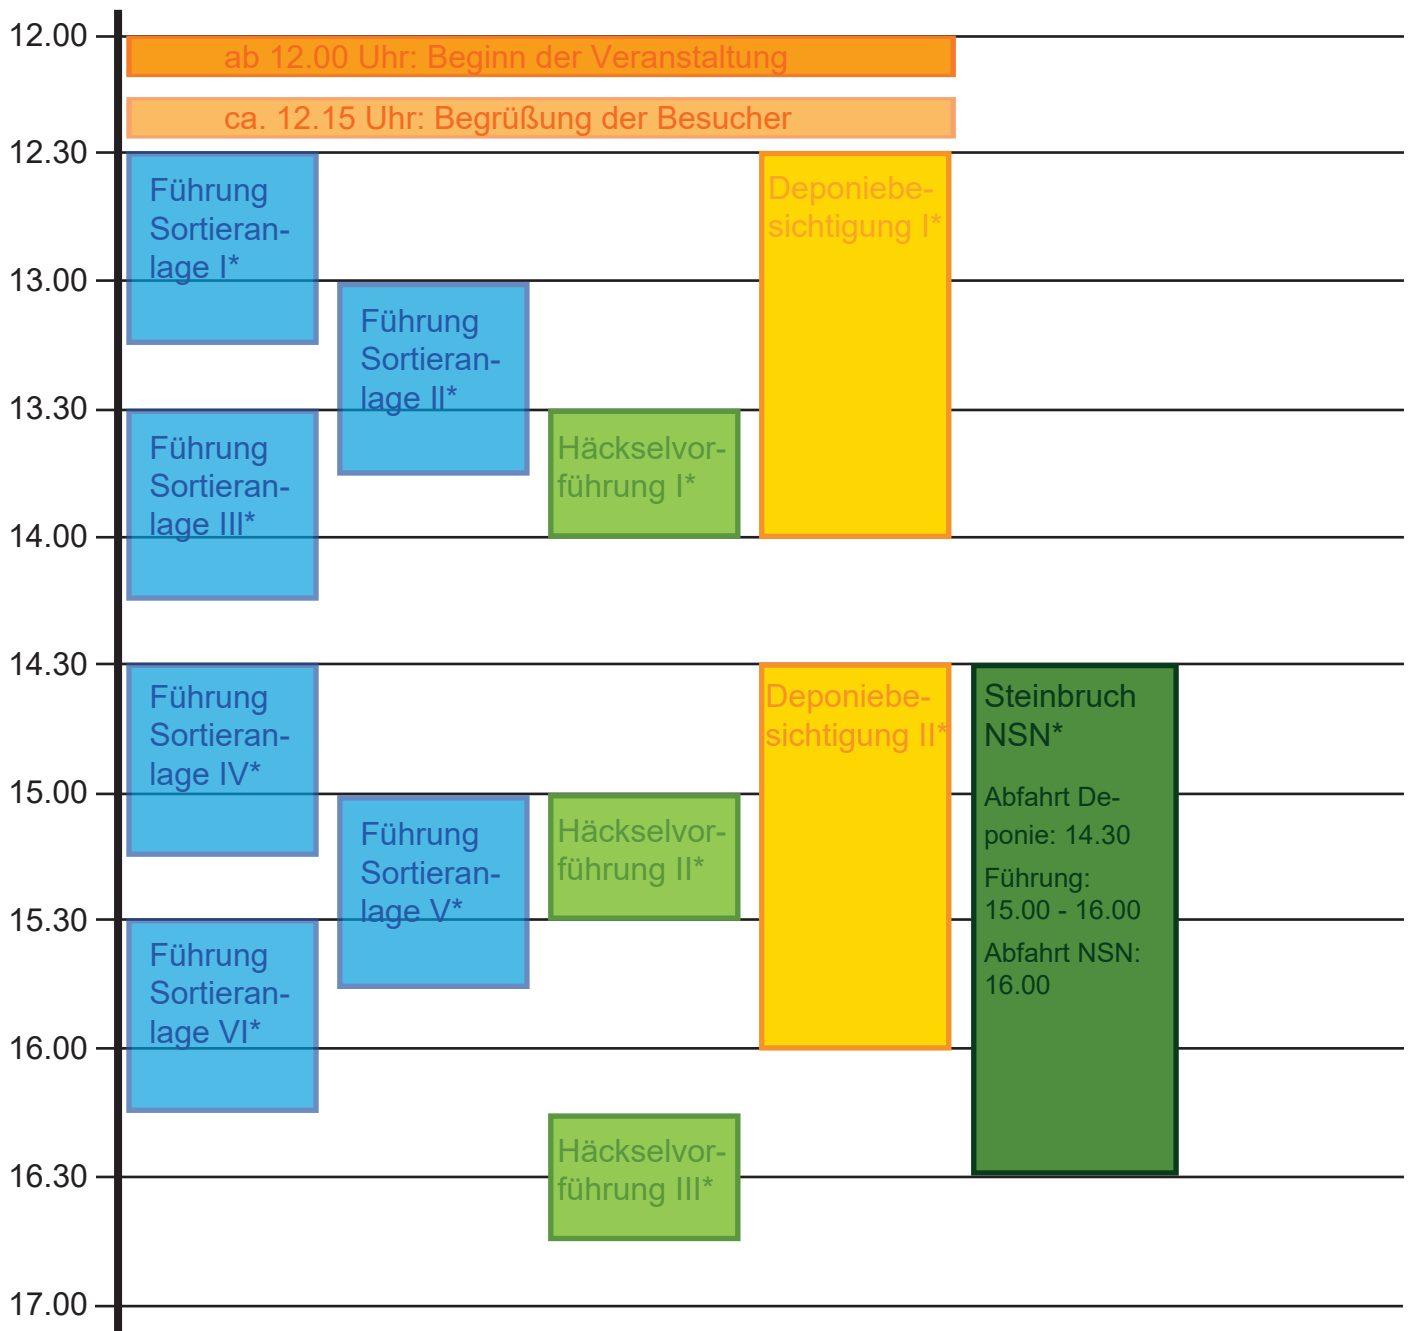 12.00
ab 12.00 Uhr: Beginn der Veranstaltung
ca. 12.15 Uhr: Begrüßung der Besucher
12.30
Führung
Sortieran-
lage I*
Deponiebe-
sichtigung I*
13.00
Führung
Sortieran-
lage II*
13.30
Führung
Sortieran-
lage III*
Häckselvor-
führung I*
14.00
14.30
Führung
Sortieran-
lage IV*
Deponiebe-
sichtigung II*
Steinbruch
NSN*
Abfahrt De-
ponie: 14.30
Führung:
15.00 - 16.00
Abfahrt NSN:
16.00
15.00
Führung
Sortieran-
lage V*
Häckselvor-
führung II*
15.30
Führung
Sortieran-
lage VI*
16.00
Häckselvor-
führung III*
16.30
17.00